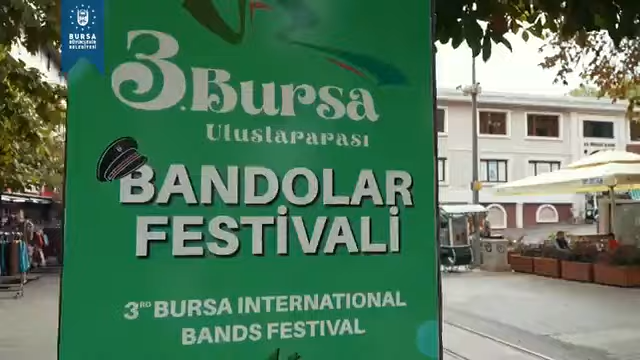 BURSA
BÜYÜKŞEHİR
BELEDİYESİ
3.Bursa
Uluslararası
BANDOLAR
FESTİVALİ
3RD BURSA INTERNATIONAL
BANDS FESTIVAL